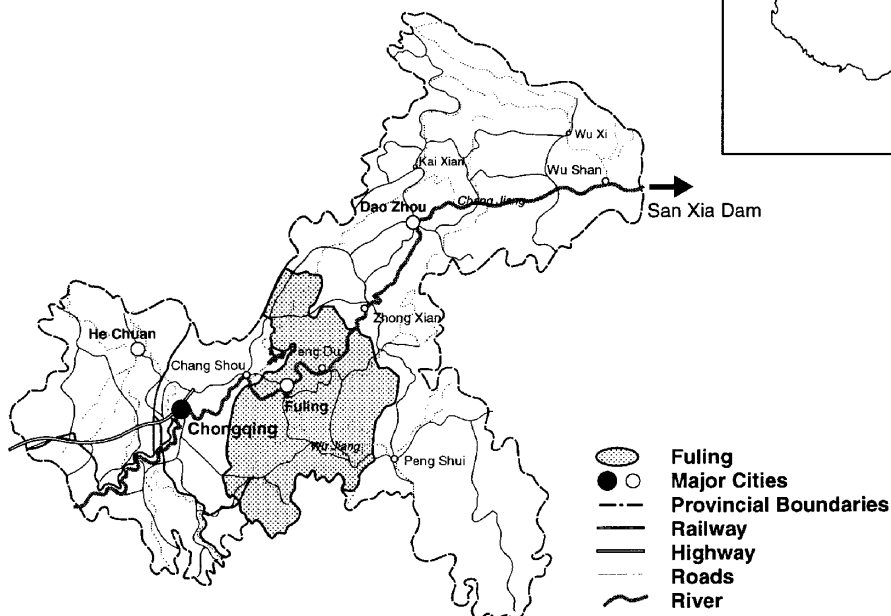 Wu Xi
Kai Xian
Wu Shan
Dao Zhou
Chang Jiang
San Xia Dam
Zhong Xian
He Chuan
Chang Shou
Feng Du
Fuling
Chongqing
Wu Jiang
Peng Shui
Fuling
Major Cities
Provincial Boundaries
Railway
Highway
Roads
River